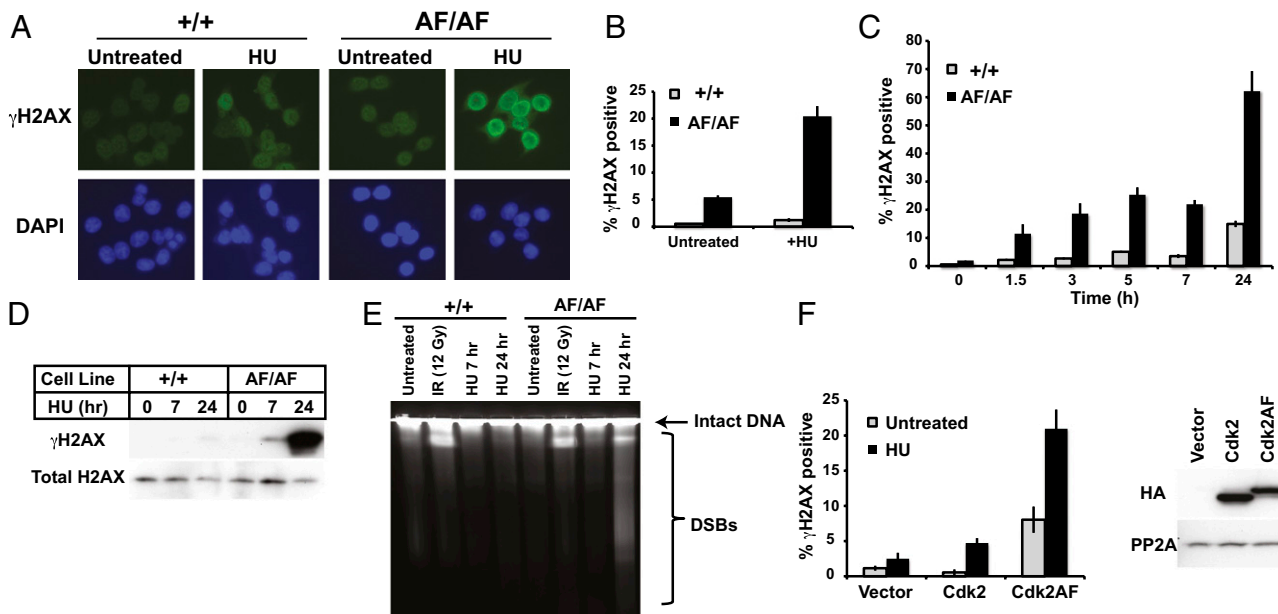 A
+/+
AF/AF
Untreated
HU
Untreated
HU
γH2AX
DAPI
B
% γH2AX positive
25
20
15
10
5
0
+/+
AF/AF
Untreated
+HU
C
% γH2AX positive
80
70
60
50
40
30
20
10
0
+/+
AF/AF
0
1.5
3
5
7
24
Time (h)
D
Cell Line
+/+
AF/AF
HU (hr)
0
7
24
0
7
24
γH2AX
Total H2AX
E
+/+
AF/AF
Untreated
IR (12 Gy)
HU 7 hr
HU 24 hr
Untreated
IR (12 Gy)
HU 7 hr
HU 24 hr
Intact DNA
DSBs
F
% γH2AX positive
25
20
15
10
5
0
Untreated
HU
Vector
Cdk2
Cdk2AF
Vector
Cdk2
Cdk2AF
HA
PP2A